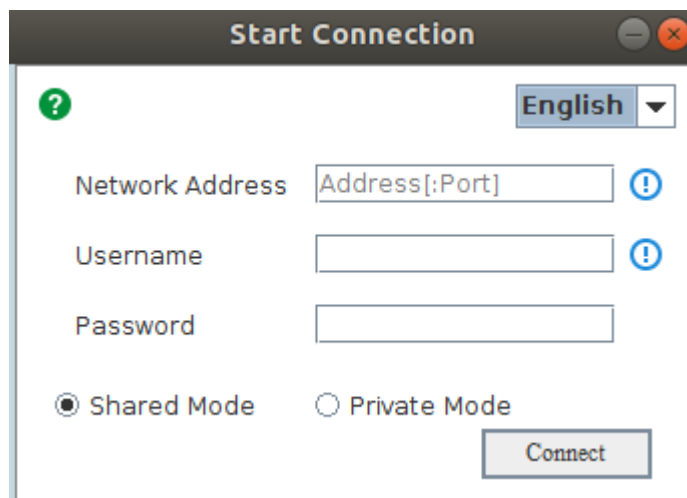 Start Connection
English
Network Address Address[:Port]
Username
Password
Shared Mode Private Mode
Connect